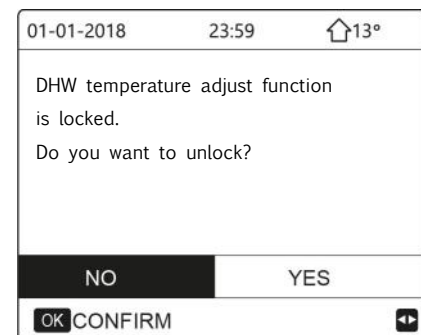 01-01-2018 23:59 13°
DHW temperature adjust function
is locked.
Do you want to unlock?
NO YES
OK CONFIRM